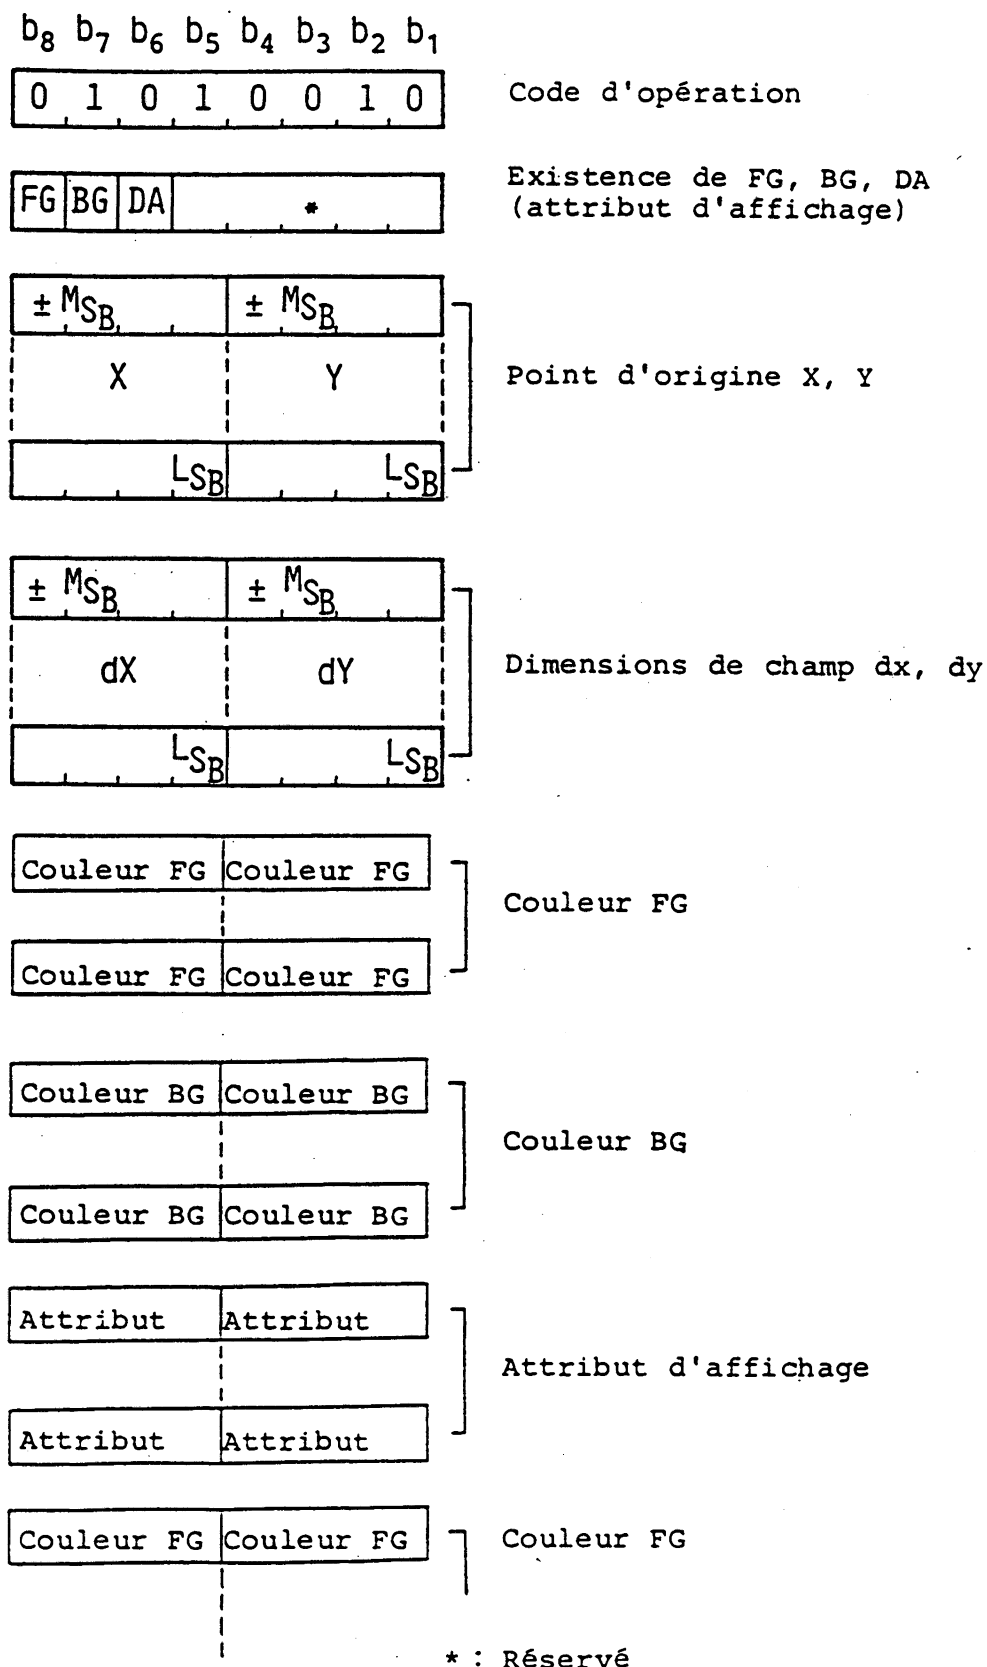 b8 b7 b6 b5 b4 b3 b2 b1
0 1 0 1 0 0 1 0 Code d'opération
FG BG DA * Existence de FG, BG, DA
(attribut d'affichage)
± MSB ± MSB
X Y Point d'origine X, Y
LSB LSB
± MSB ± MSB
dX dY Dimensions de champ dx, dy
LSB LSB
Couleur FG Couleur FG
Couleur FG
Couleur FG Couleur FG
Couleur BG Couleur BG
Couleur BG
Couleur BG Couleur BG
Attribut Attribut
Attribut d'affichage
Attribut Attribut
Couleur FG Couleur FG Couleur FG
* : Réservé